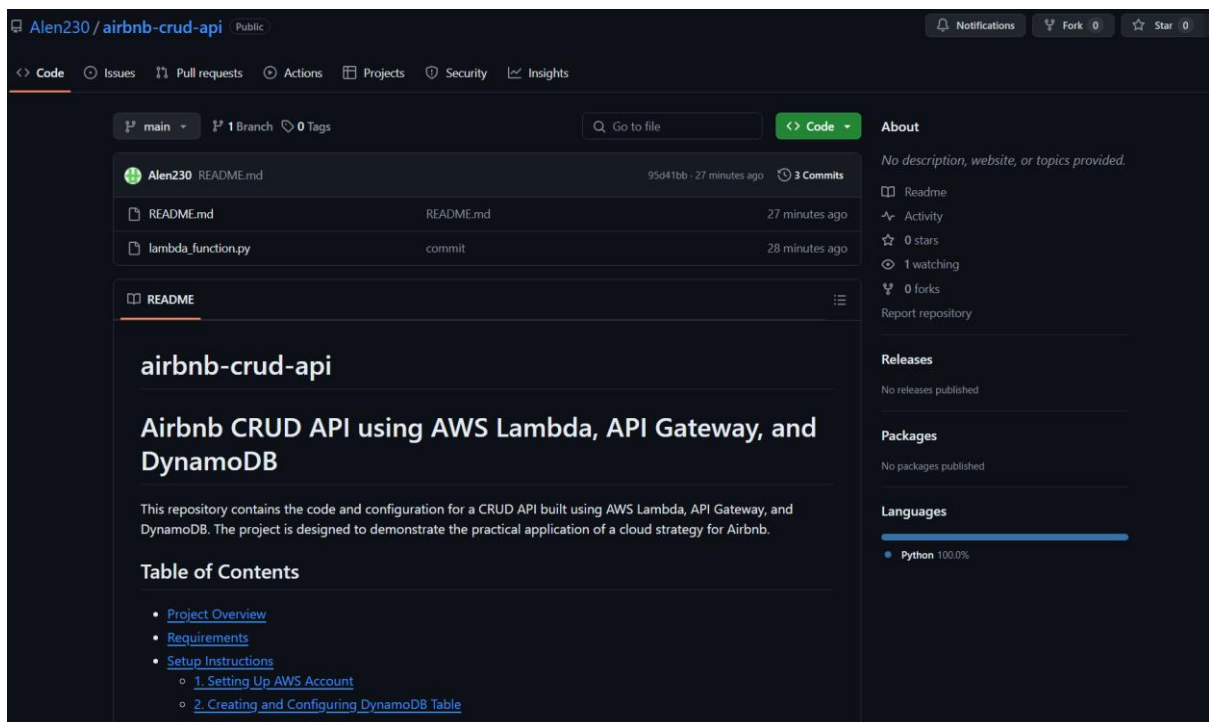 Alen230 / airbnb-crud-api Public
Notifications Fork 0 Star 0
Code Issues Pull requests Actions Projects Security Insights
main 1 Branch 0 Tags
Go to file
Code
Alen230 README.md 95d41bb · 27 minutes ago 3 Commits
README.md README.md 27 minutes ago
lambda_function.py commit 28 minutes ago
README
airbnb-crud-api
Airbnb CRUD API using AWS Lambda, API Gateway, and
DynamoDB
This repository contains the code and configuration for a CRUD API built using AWS Lambda, API Gateway, and
DynamoDB. The project is designed to demonstrate the practical application of a cloud strategy for Airbnb.
Table of Contents
Project Overview
Requirements
Setup Instructions
1. Setting Up AWS Account
2. Creating and Configuring DynamoDB Table
About
No description, website, or topics provided.
Readme
Activity
0 stars
1 watching
0 forks
Report repository
Releases
No releases published
Packages
No packages published
Languages
Python 100.0%